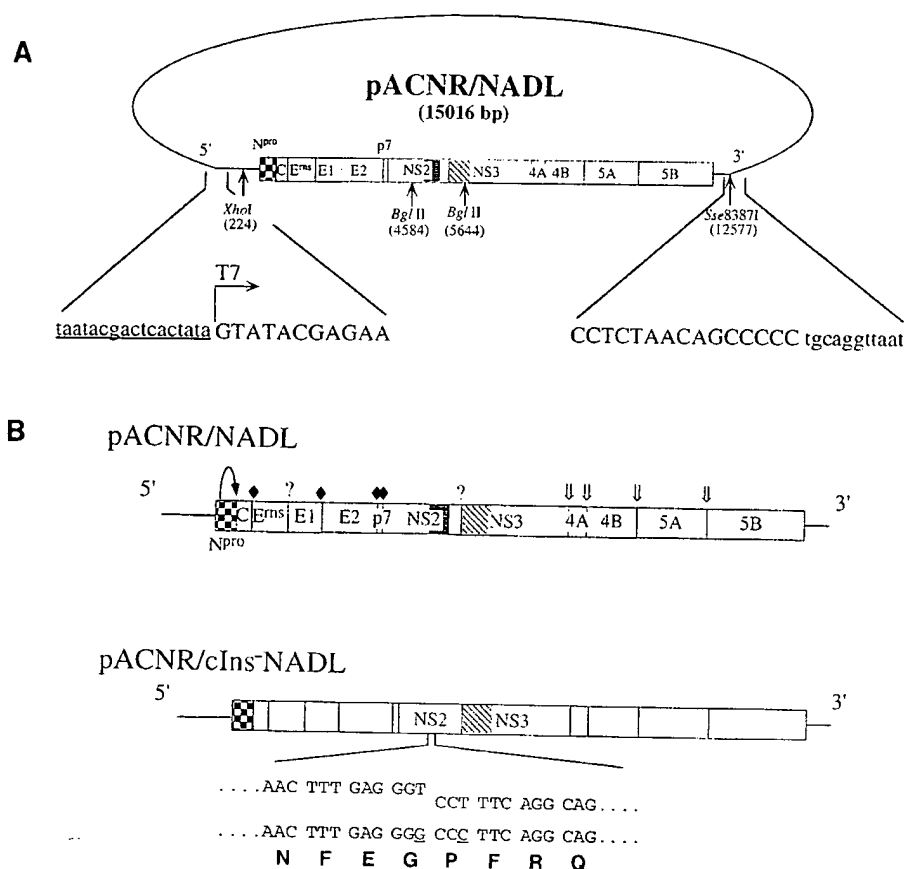 A
pACNR/NADL
(15016 bp)
5'
Npro
p7
3'
C Erns E1 E2 NS2 NS3 4A 4B 5A 5B
XhoI
(224)
Bgl II
(4584)
Bgl II
(5644)
Sse8387I
(12577)
T7
taatacgactcactata GTATACGAGAA
CCTCTAACAGCCCCC tgcaggttaat
B
pACNR/NADL
5'
? ?
3'
C Erns E1 E2 p7 NS2 NS3 4A 4B 5A 5B
Npro
pACNR/cIns-NADL
5'
3'
NS2 NS3
....AAC TTT GAG GGT
CCT TTC AGG CAG....
....AAC TTT GAG GGG CCC TTC AGG CAG....
N F E G P F R Q